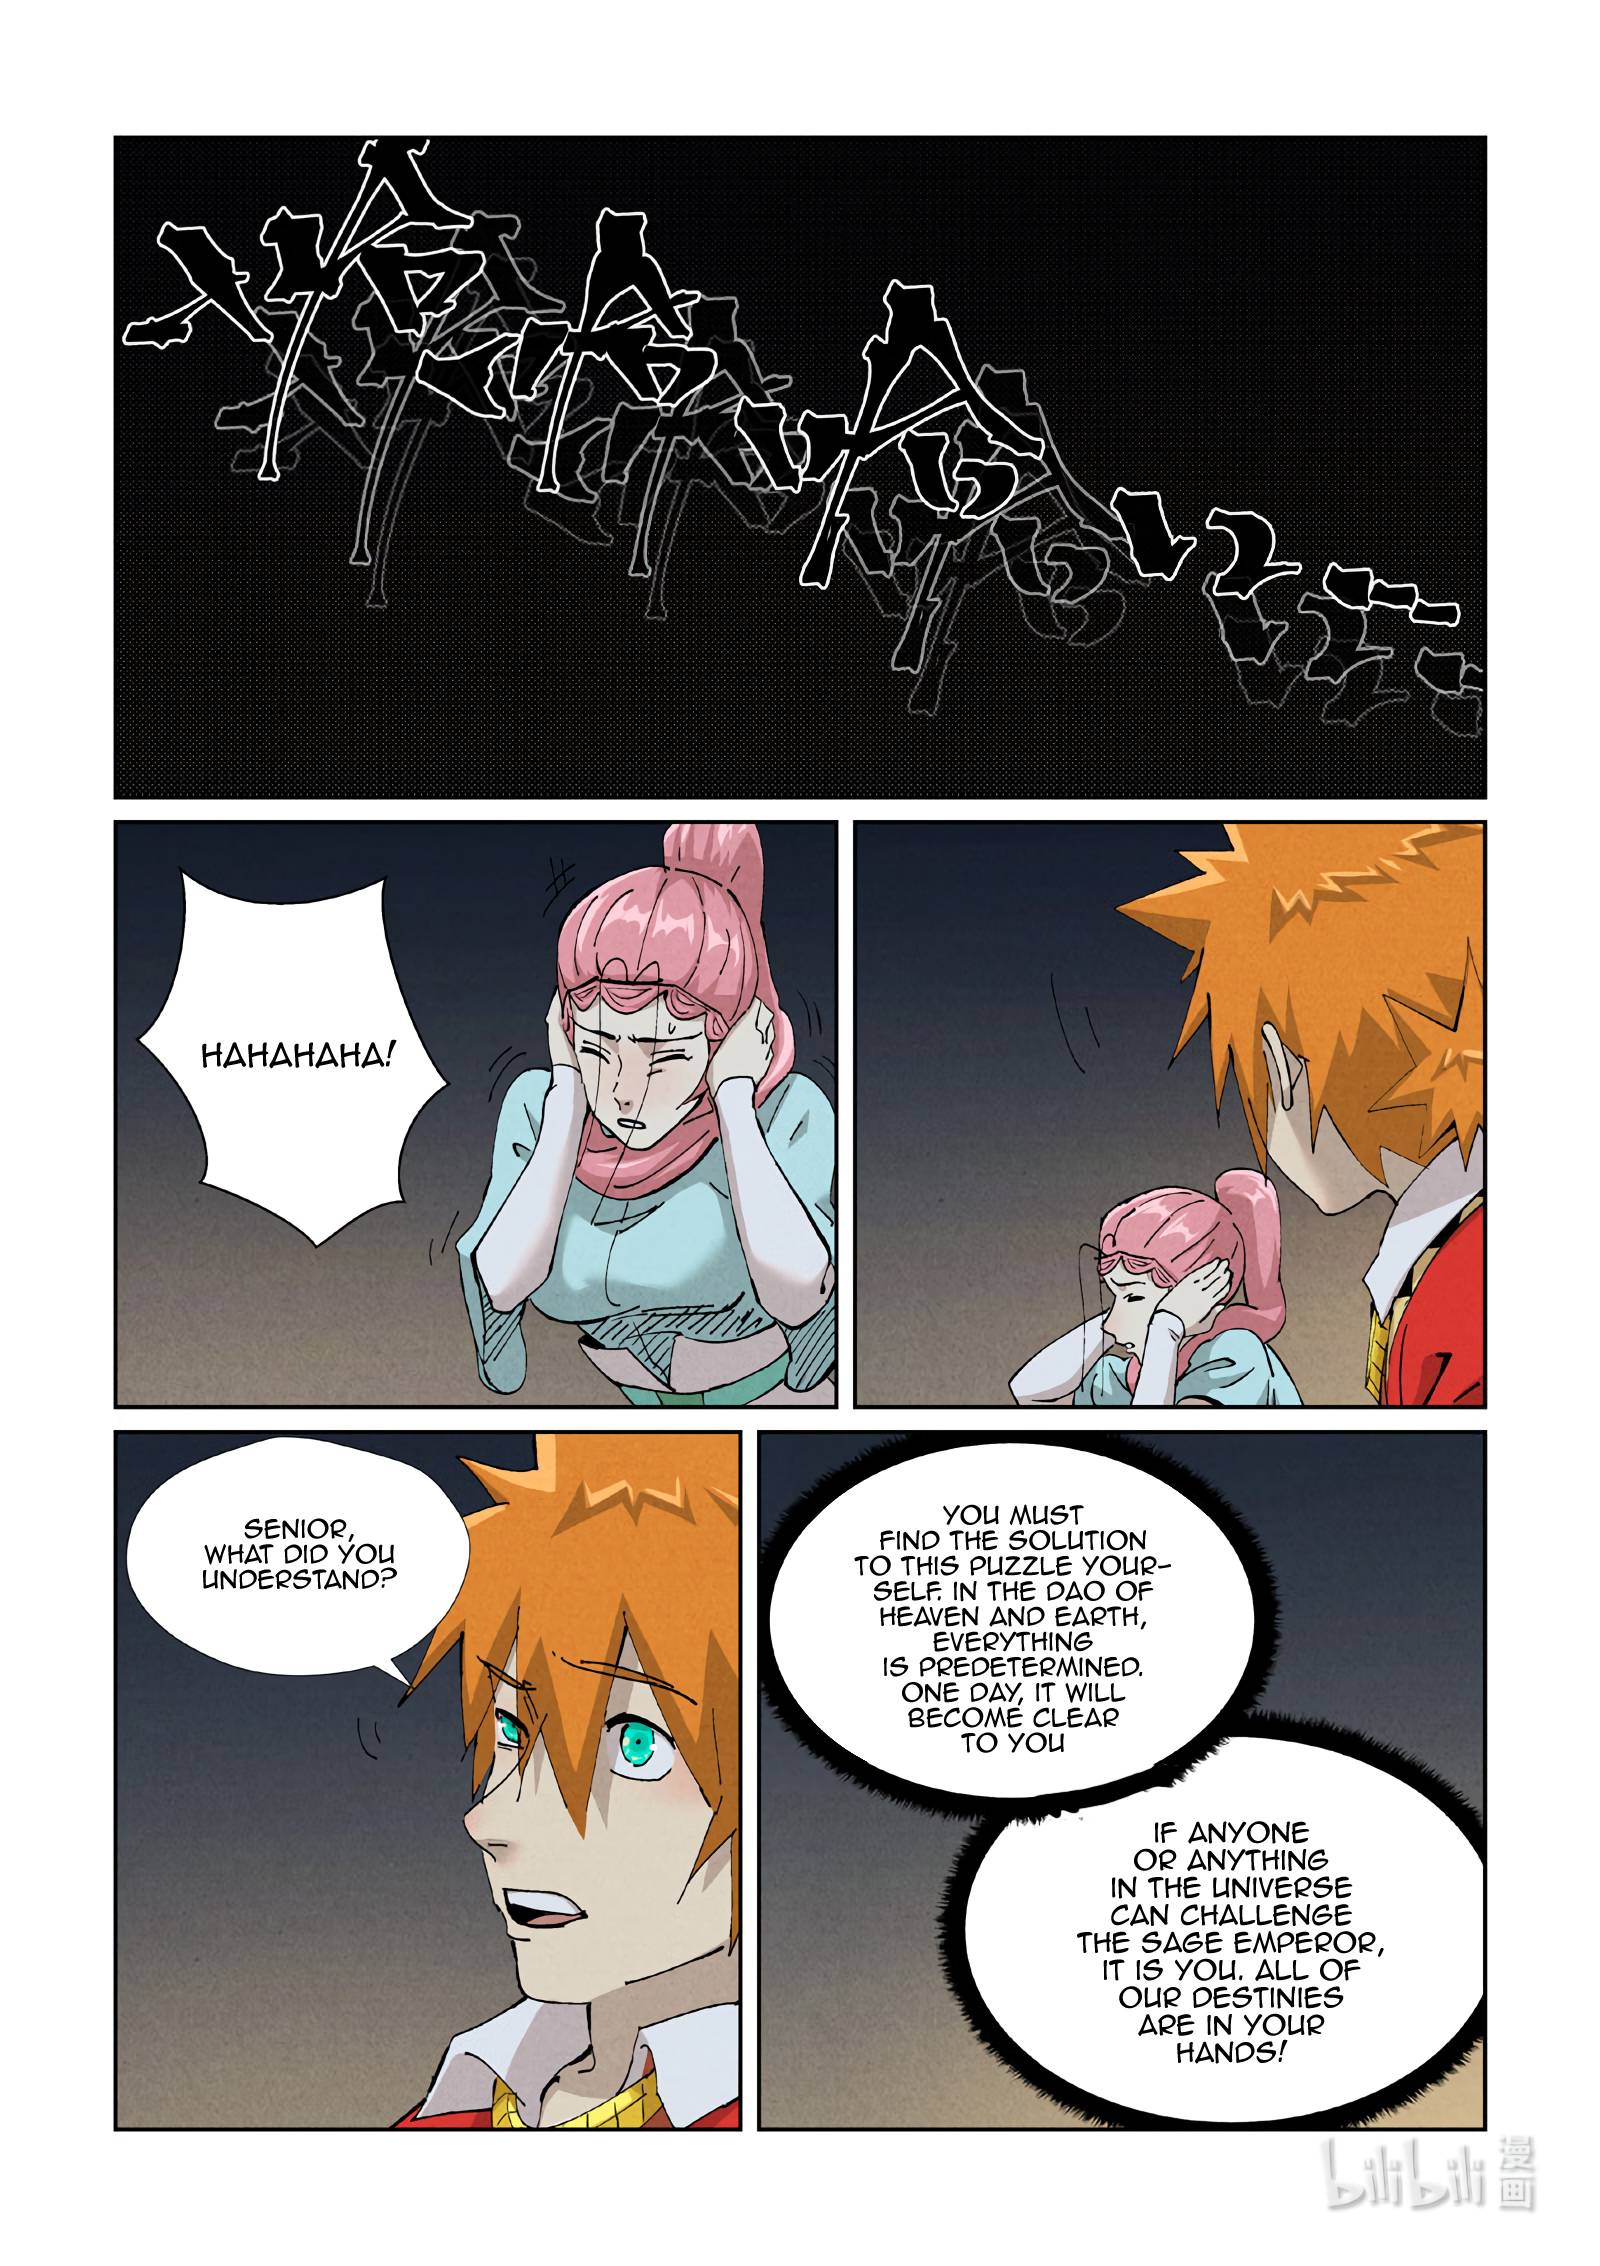 HAHAHAHA!
SENIOR,
WHAT DID YOU
UNDERSTAND?
YOU MUST
FIND THE SOLUTION
TO THIS PUZZLE YOUR-
SELF. IN THE DAO OF
HEAVEN AND EARTH,
EVERYTHING
IS PREDETERMINED.
ONE DAY, IT WILL
BECOME CLEAR
TO YOU
IF ANYONE
OR ANYTHING
IN THE UNIVERSE
CAN CHALLENGE
THE SAGE EMPEROR,
IT IS YOU. ALL OF
OUR DESTINIES
ARE IN YOUR
HANDS!
bilibili 漫画